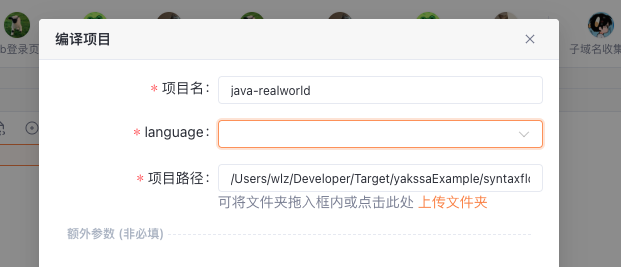 b登录页
子域名收集
编译项目
* 项目名：
java-realworld
* language：
* 项目路径：
/Users/wlz/Developer/Target/yakssaExample/syntaxflo
可将文件夹拖入框内或点击此处 上传文件夹
额外参数 (非必填)